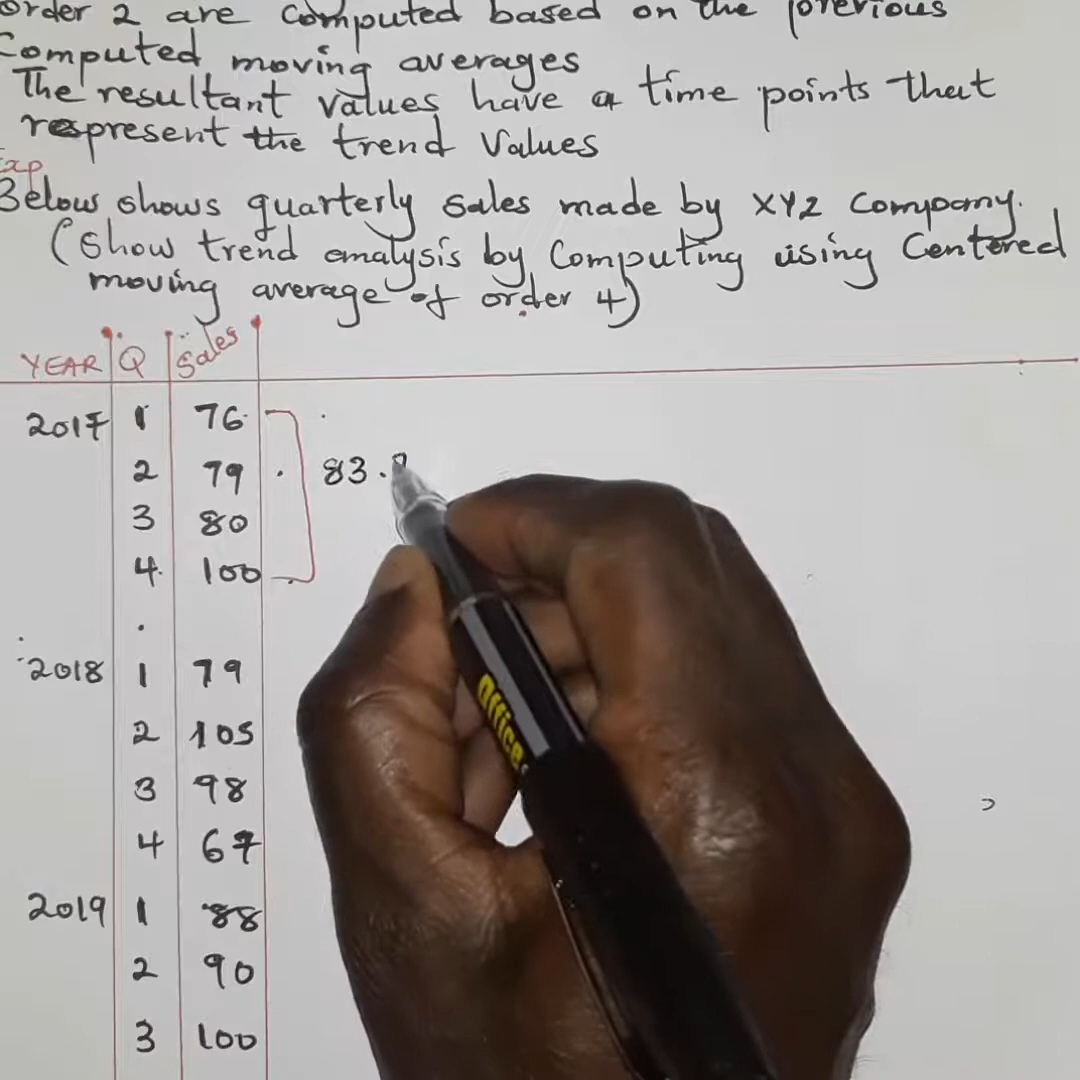 order 2 are computed based on the previous
Computed moving averages
The resultant values have a time points that
represent the trend values
Exp
Below shows quarterly sales made by XYZ Company.
(Show trend analysis by Computing using Centered
moving average of order 4)
YEAR Q Sales
2017 1 76
2 79 83.
3 80
4 100
2018 1 79
2 105
3 98
4 67
2019 1 88
2 90
3 100
office